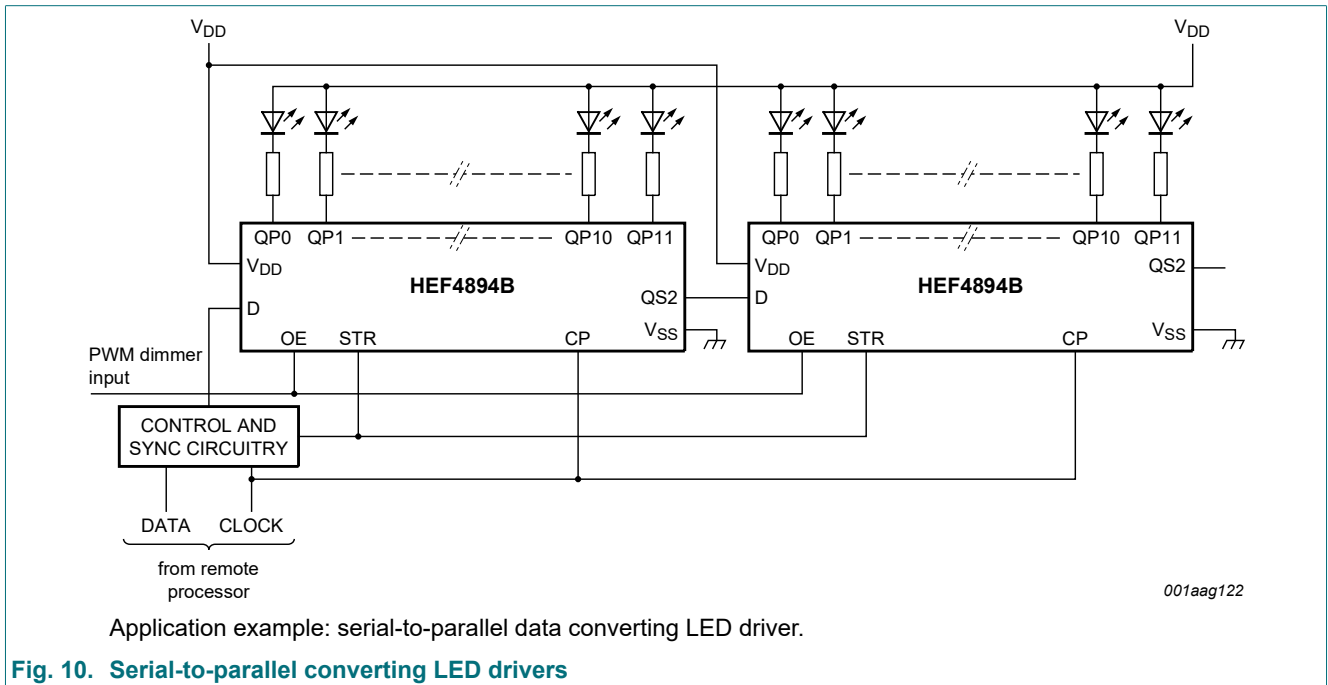 VDD VDD
QP0 QP1 QP10 QP11 QP0 QP1 QP10 QP11
VDD VDD QS2
HEF4894B HEF4894B
D QS2 D
VSS VSS
OE STR CP OE STR CP
PWM dimmer
input
CONTROL AND
SYNC CIRCUITRY
DATA CLOCK
from remote
processor
001aag122
Application example: serial-to-parallel data converting LED driver.
Fig. 10. Serial-to-parallel converting LED drivers